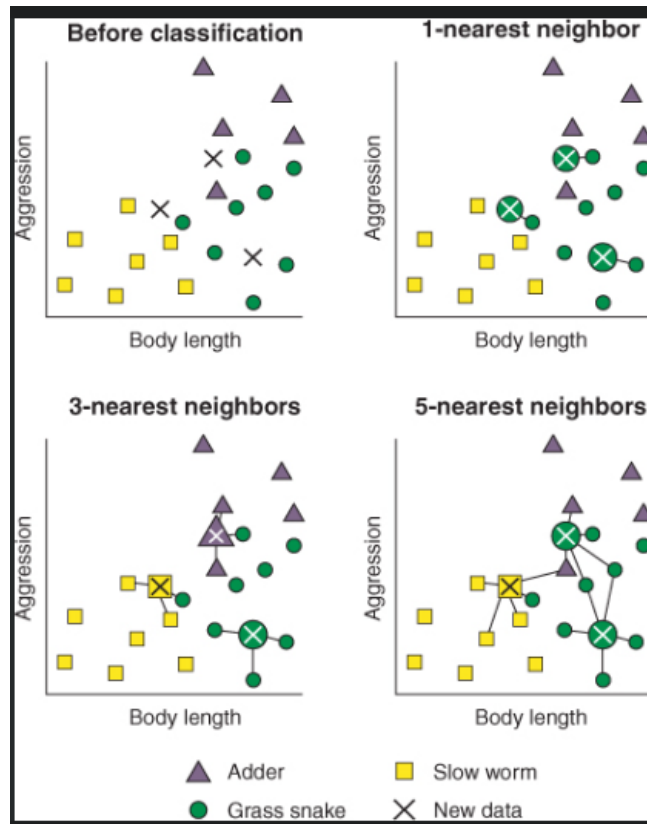 Before classification
1-nearest neighbor
Aggression
Body length
Aggression
Body length
3-nearest neighbors
5-nearest neighbors
Aggression
Body length
Aggression
Body length
Adder
Slow worm
Grass snake
New data